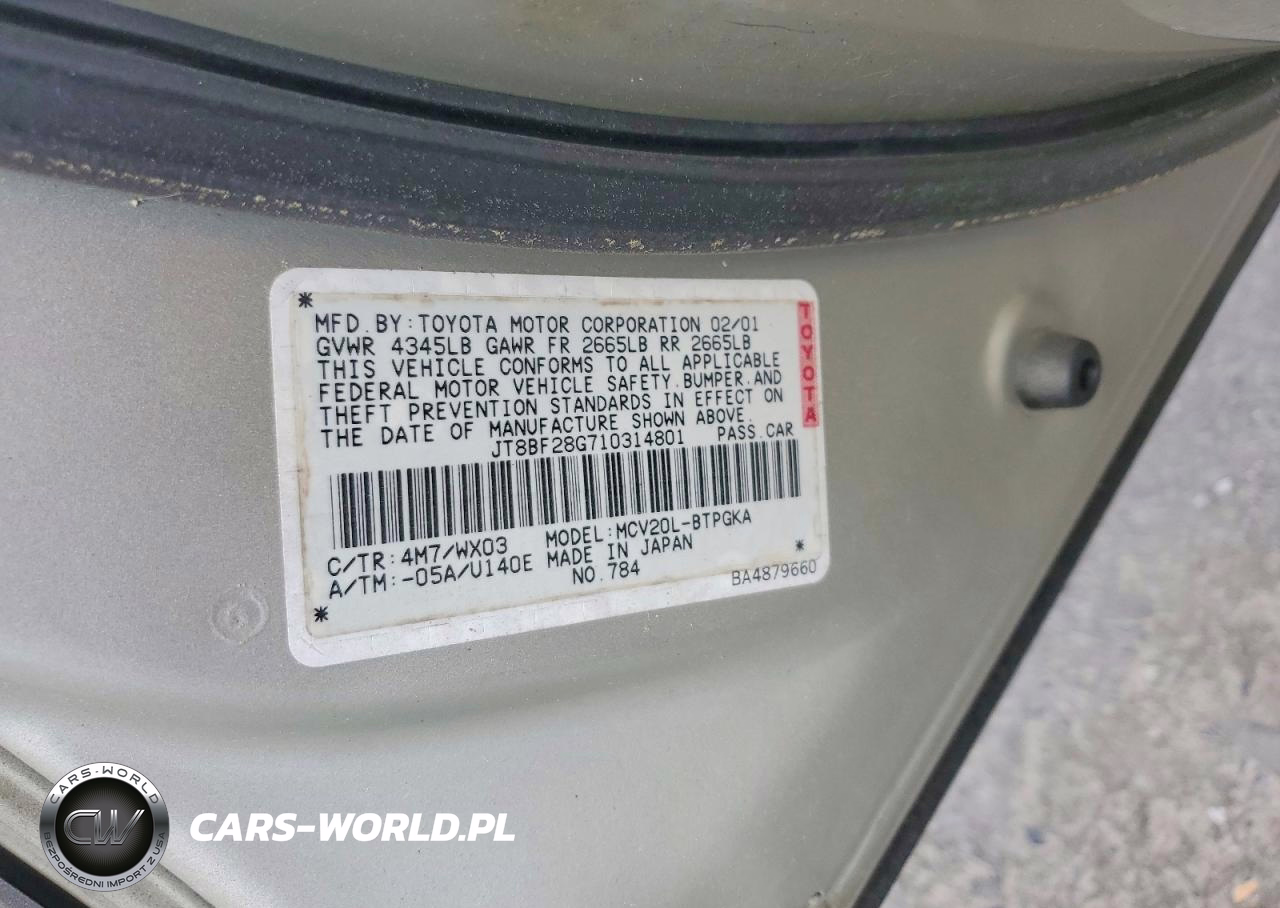 *
MFD. BY: TOYOTA MOTOR CORPORATION 02/01
GVWR 4345LB GAWR FR 2665LB RR 2665LB
THIS VEHICLE CONFORMS TO ALL APPLICABLE
FEDERAL MOTOR VEHICLE SAFETY, BUMPER, AND
THEFT PREVENTION STANDARDS IN EFFECT ON
THE DATE OF MANUFACTURE SHOWN ABOVE.
JT8BF28G710314801 PASS. CAR
TOYOTA
C/TR: 4M7/WX03 MODEL: MCV20L-BTPGKA
A/TM: -05A/U140E MADE IN JAPAN *
NO. 784 BA4879660
*
CARS-WORLD
CW
BEZPOŚREDNI IMPORT Z USA
CARS-WORLD.PL